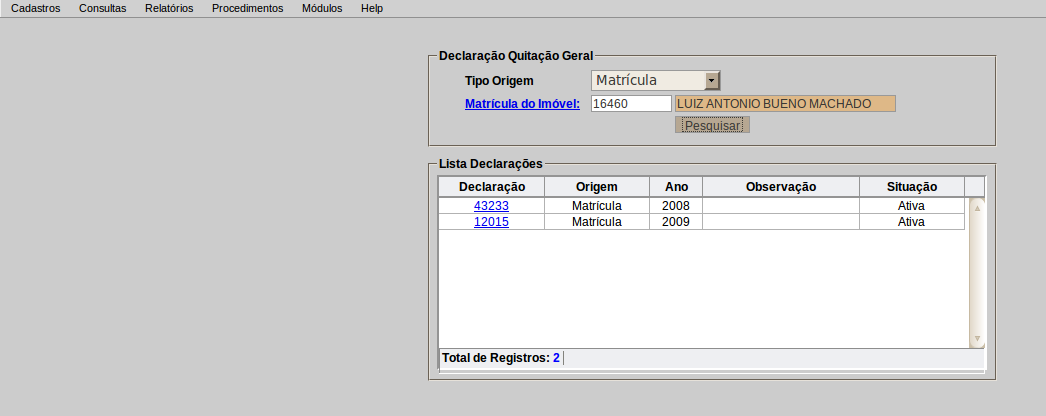 Cadastros Consultas Relatórios Procedimentos Módulos Help
Declaração Quitação Geral
Tipo Origem Matrícula
Matrícula do Imóvel: 16460 LUIZ ANTONIO BUENO MACHADO
Pesquisar
Lista Declarações
Declaração Origem Ano Observação Situação
43233 Matrícula 2008 Ativa
12015 Matrícula 2009 Ativa
Total de Registros: 2